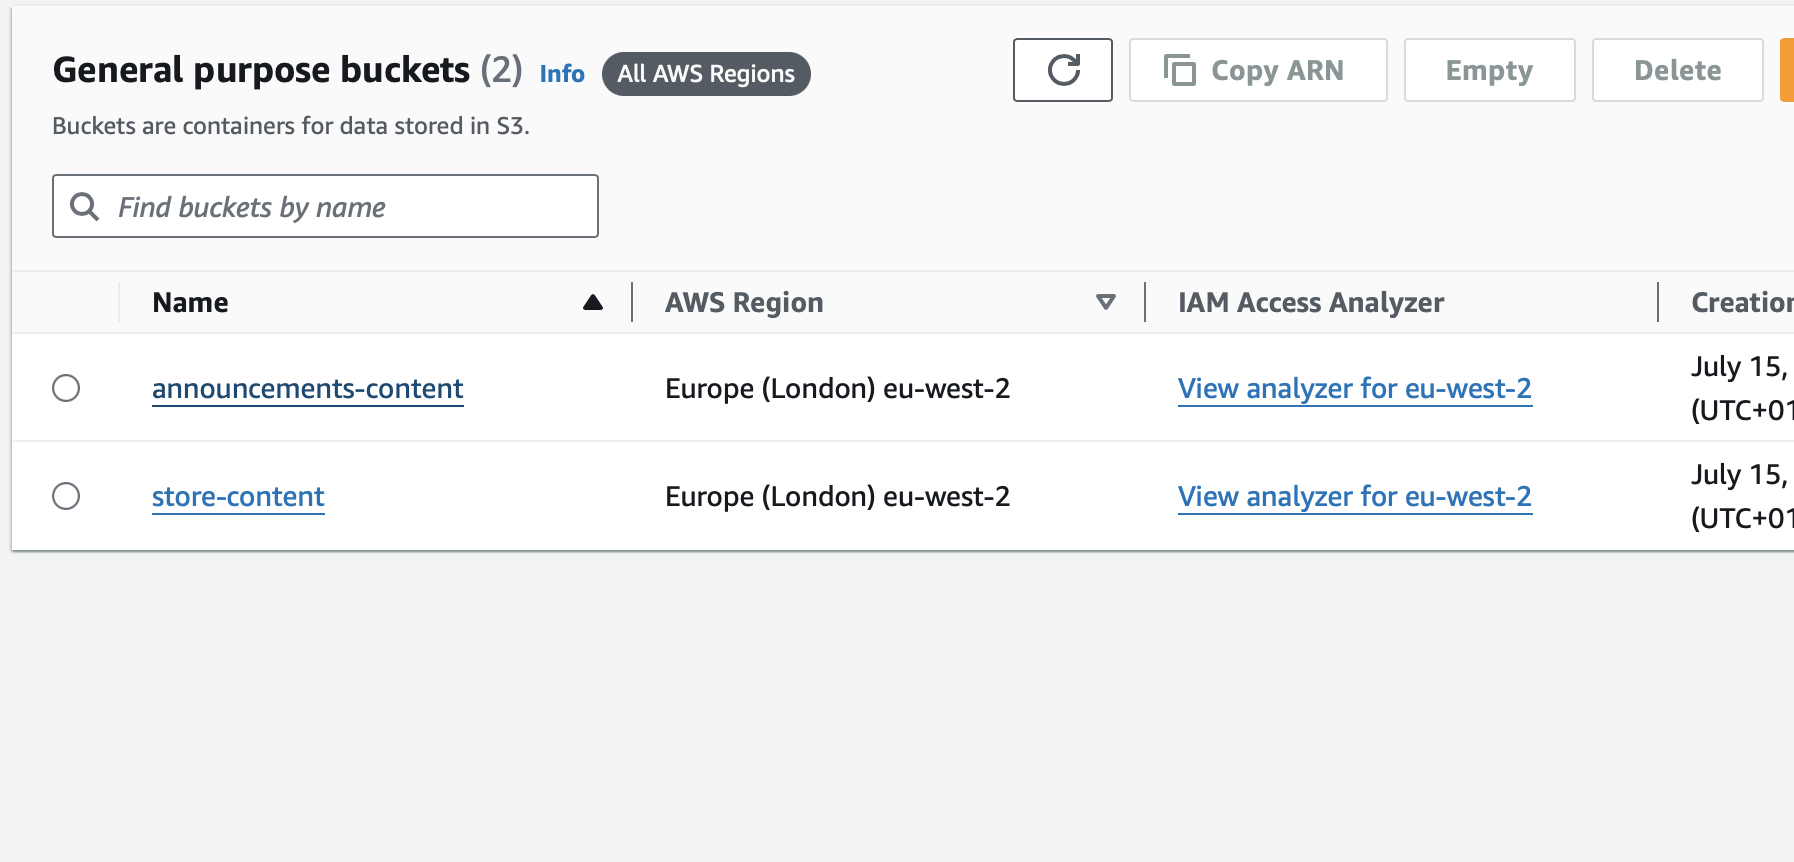 General purpose buckets (2) Info All AWS Regions
Copy ARN Empty Delete
Buckets are containers for data stored in S3.
Find buckets by name
Name AWS Region IAM Access Analyzer
announcements-content Europe (London) eu-west-2 View analyzer for eu-west-2 July 15,
(UTC+01
store-content Europe (London) eu-west-2 View analyzer for eu-west-2 July 15,
(UTC+01